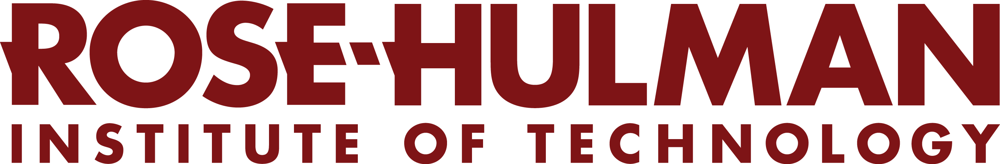 ROSE-HULMAN
INSTITUTE OF TECHNOLOGY